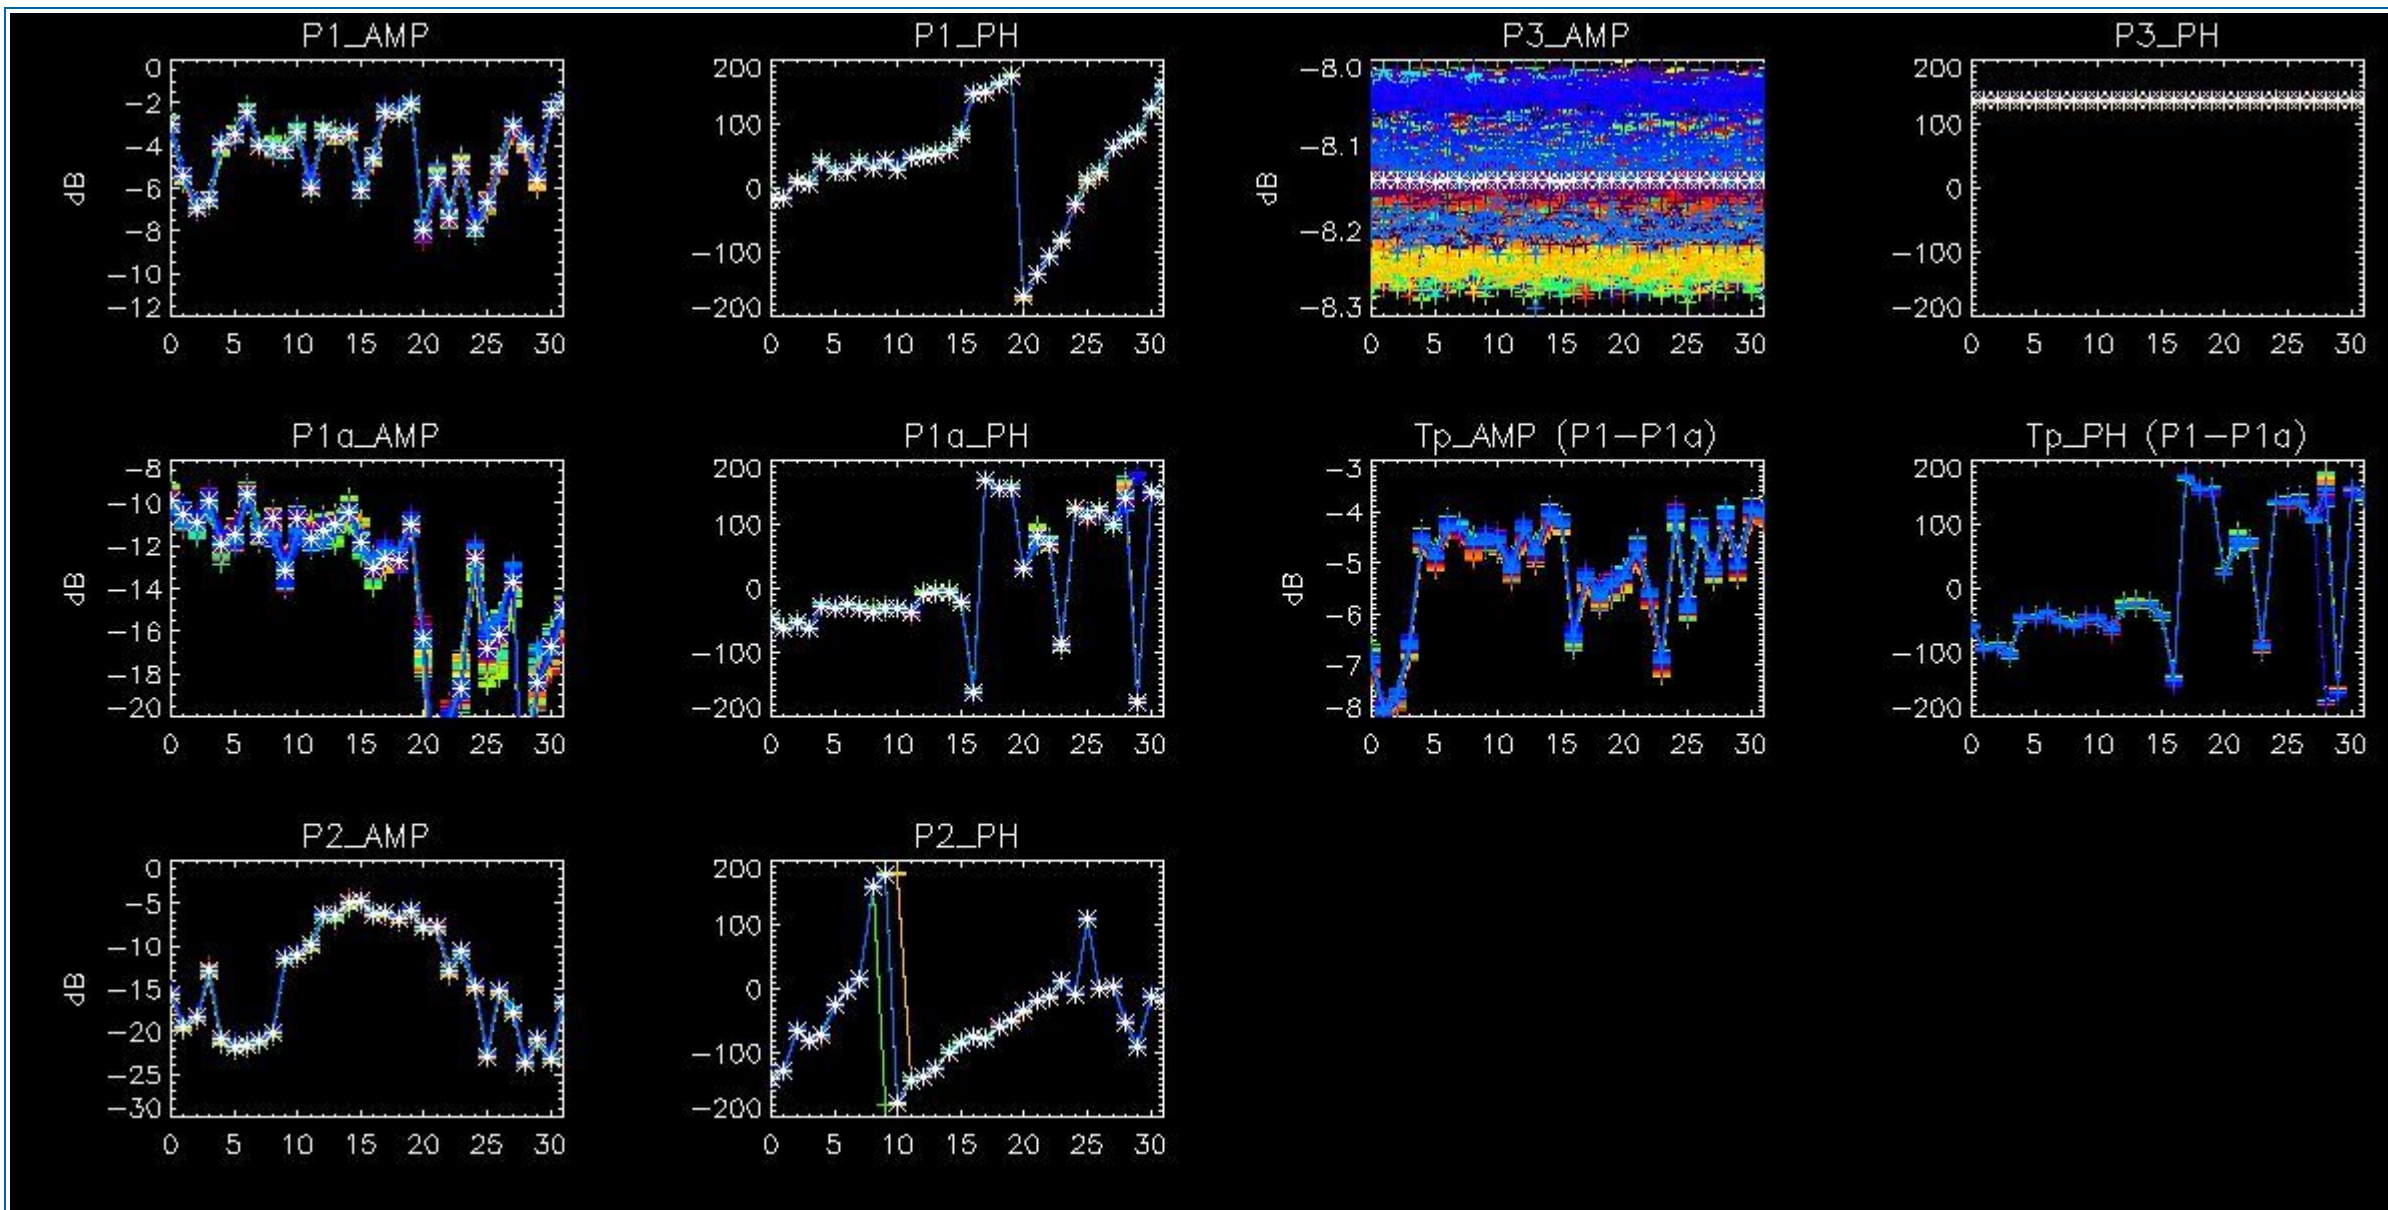 P1_AMP P1_PH P3_AMP P3_PH
0 200 -8.0 200
-2 100 -8.1 100
-4 0 -8.2 0
-6 -100 -8.3 -100
-8 -200 -200
-10
-12
dB dB
0 5 10 15 20 25 30 0 5 10 15 20 25 30 0 5 10 15 20 25 30 0 5 10 15 20 25 30
P1a_AMP P1a_PH Tp_AMP (P1-P1a) Tp_PH (P1-P1a)
-8 200 -3 200
-10 100 -4 100
-12 0 -5 0
-14 -100 -6 -100
-16 -200 -7 -200
-18 -8
-20
dB dB
0 5 10 15 20 25 30 0 5 10 15 20 25 30 0 5 10 15 20 25 30 0 5 10 15 20 25 30
P2_AMP P2_PH
0 200
-5 100
-10 0
-15 -100
-20 -200
-25
-30
dB
0 5 10 15 20 25 30 0 5 10 15 20 25 30